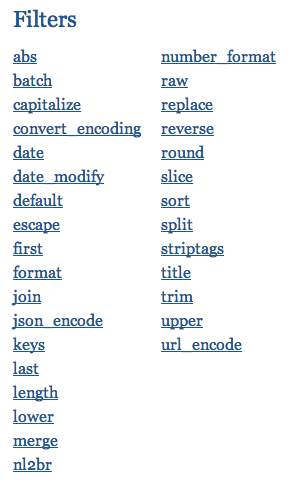 Filters
abs
batch
capitalize
convert_encoding
date
date_modify
default
escape
first
format
join
json_encode
keys
last
length
lower
merge
nl2br
number_format
raw
replace
reverse
round
slice
sort
split
striptags
title
trim
upper
url_encode